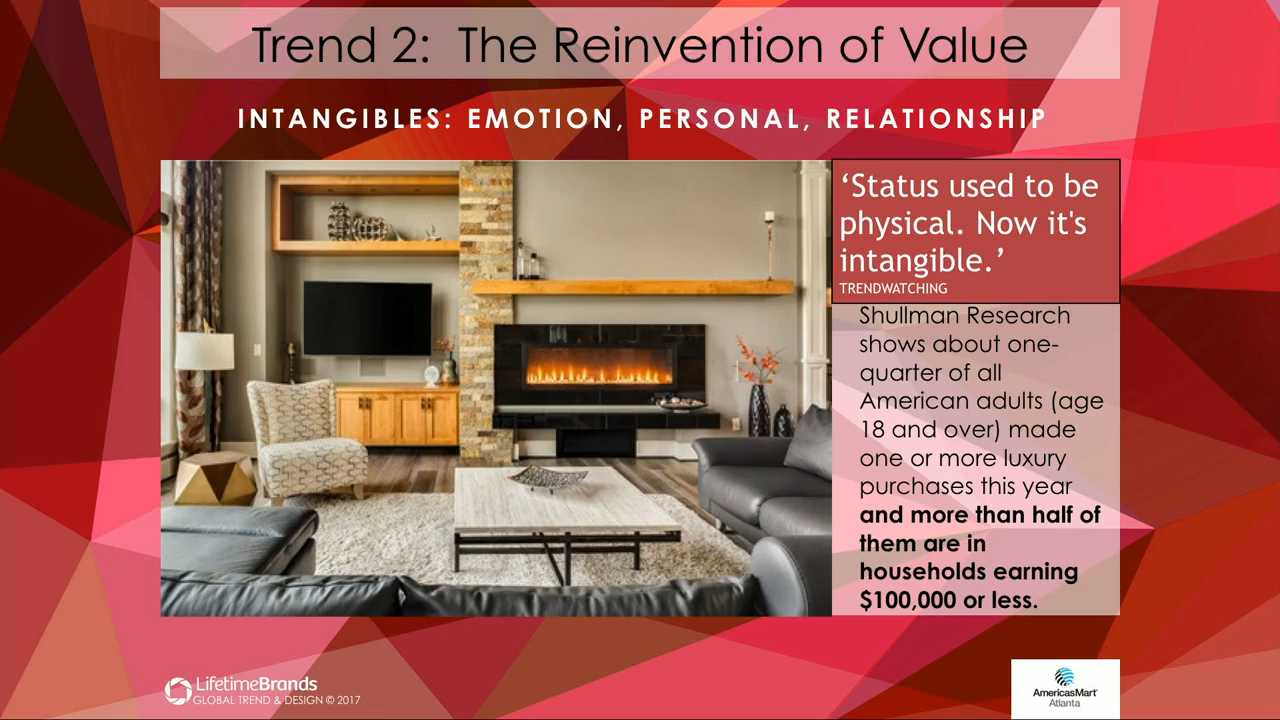 Trend 2: The Reinvention of Value
INTANGIBLES: EMOTION, PERSONAL, RELATIONSHIP
‘Status used to be
physical. Now it's
intangible.’
TRENDWATCHING
Shullman Research
shows about one-
quarter of all
American adults (age
18 and over) made
one or more luxury
purchases this year
and more than half of
them are in
households earning
$100,000 or less.
LifetimeBrands
GLOBAL TREND & DESIGN © 2017
AmericasMart
Atlanta